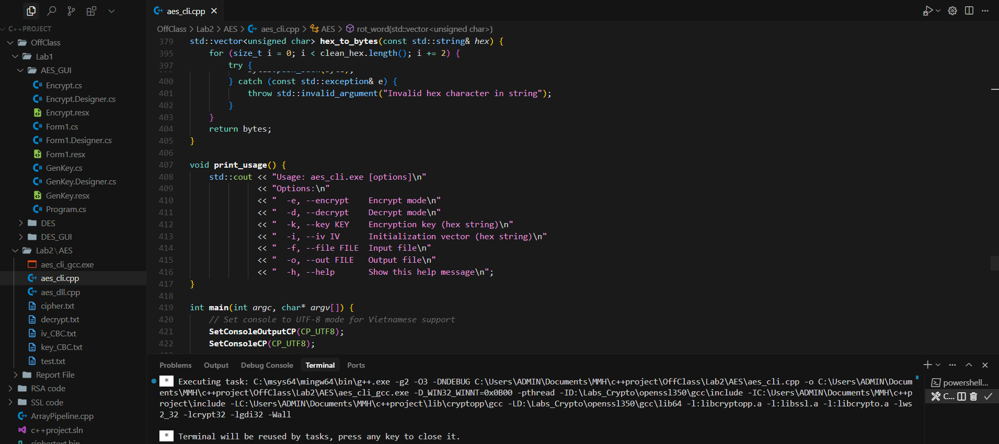 aes_cli.cpp
C++PROJECT
OffClass
Lab1
AES_GUI
Encrypt.cs
Encrypt.Designer.cs
Encrypt.resx
Form1.cs
Form1.Designer.cs
Form1.resx
GenKey.cs
GenKey.Designer.cs
GenKey.resx
Program.cs
DES
DES_GUI
Lab2\AES
aes_cli_gcc.exe
aes_cli.cpp
aes_dll.cpp
cipher.txt
decrypt.txt
iv_CBC.txt
key_CBC.txt
test.txt
Report File
RSA code
SSL code
ArrayPipeline.cpp
c++project.sln
ciphertext.bin
OffClass > Lab2 > AES > aes_cli.cpp > AES > rot_word(std::vector<unsigned char>)
379 std::vector<unsigned char> hex_to_bytes(const std::string& hex) {
395 for (size_t i = 0; i < clean_hex.length(); i += 2) {
397 try {
400 } catch (const std::exception& e) {
401 throw std::invalid_argument("Invalid hex character in string");
402 }
403 }
404 return bytes;
405 }
406
407 void print_usage() {
408 std::cout << "Usage: aes_cli.exe [options]\n"
409 << "Options:\n"
410 << "  -e, --encrypt    Encrypt mode\n"
411 << "  -d, --decrypt    Decrypt mode\n"
412 << "  -k, --key KEY    Encryption key (hex string)\n"
413 << "  -i, --iv IV      Initialization vector (hex string)\n"
414 << "  -f, --file FILE  Input file\n"
415 << "  -o, --out FILE   Output file\n"
416 << "  -h, --help       Show this help message\n";
417 }
418
419 int main(int argc, char* argv[]) {
420 // Set console to UTF-8 mode for Vietnamese support
421 SetConsoleOutputCP(CP_UTF8);
422 SetConsoleCP(CP_UTF8);
Problems Output Debug Console Terminal Ports
* Executing task: C:\msys64\mingw64\bin\g++.exe -g2 -O3 -DNDEBUG C:\Users\ADMIN\Documents\MMH\c++project\OffClass\Lab2\AES\aes_cli.cpp -o C:\Users\ADMIN\Docum
ents\MMH\c++project\OffClass\Lab2\AES\aes_cli_gcc.exe -D_WIN32_WINNT=0x0B00 -pthread -ID:\Labs_Crypto\openssl350\gcc\include -IC:\Users\ADMIN\Documents\MMH\c++p
roject\include -LC:\Users\ADMIN\Documents\MMH\c++project\lib\cryptopp\gcc -LD:\Labs_Crypto\openssl350\gcc\lib64 -l:libcryptopp.a -l:libssl.a -l:libcrypto.a -lws
2_32 -lcrypt32 -lgdi32 -Wall
* Terminal will be reused by tasks, press any key to close it.
powershell...
C...